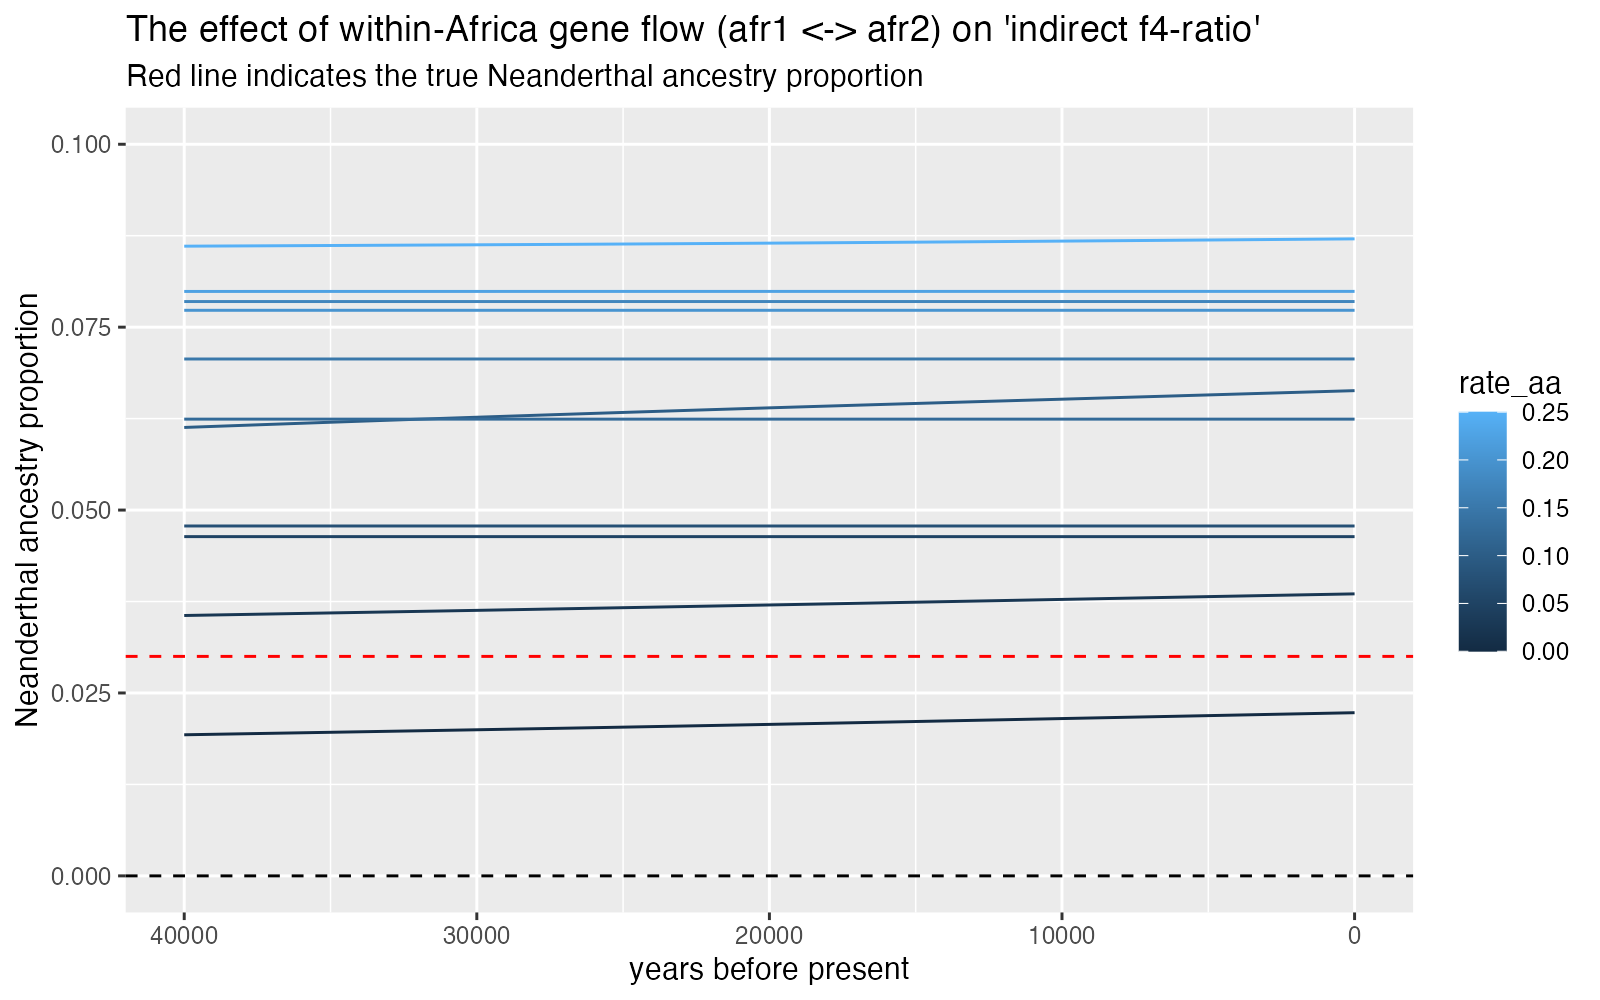 The effect of within-Africa gene flow (afr1 <-> afr2) on 'indirect f4-ratio'
Red line indicates the true Neanderthal ancestry proportion
Neanderthal ancestry proportion
0.100
0.075
0.050
0.025
0.000
40000 30000 20000 10000 0
years before present
rate_aa
0.25
0.20
0.15
0.10
0.05
0.00